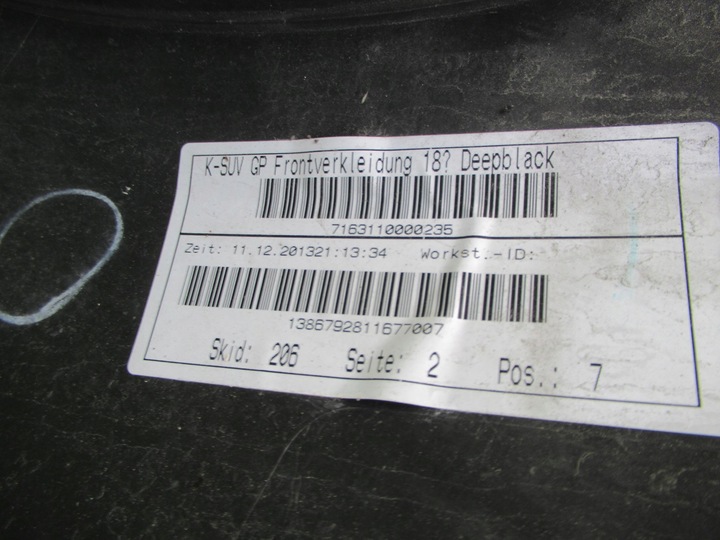 K-SUV GP Frontverkleidung 18? Deepblack
7163110000235
Zeit: 11.12.201321:13:34 Workst.-ID:
1386792811677007
Skid: 206 Seite: 2 Pos.: 7